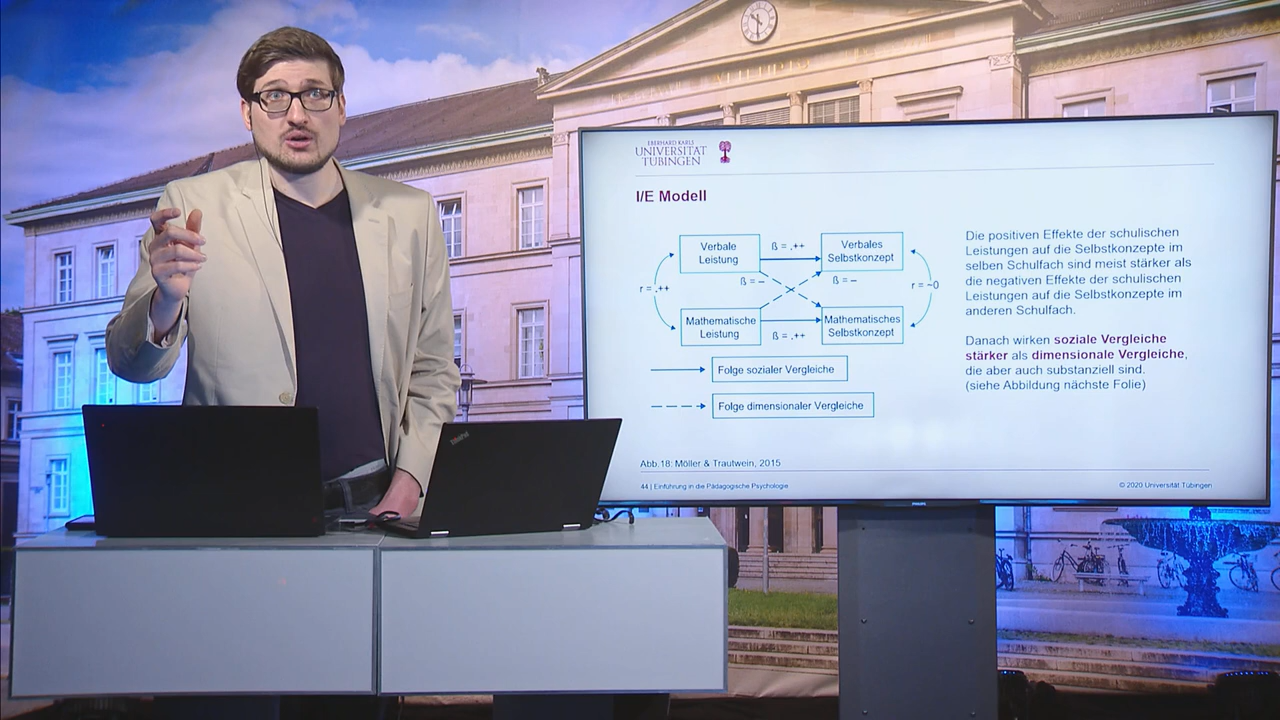 EBERHARD KARLS
UNIVERSITÄT
TÜBINGEN
I/E Modell
Verbale
Leistung
ß = .++
Verbales
Selbstkonzept
ß = –
ß = –
r = .++
r = ~0
Mathematische
Leistung
ß = .++
Mathematisches
Selbstkonzept
Folge sozialer Vergleiche
Folge dimensionaler Vergleiche
Die positiven Effekte der schulischen
Leistungen auf die Selbstkonzepte im
selben Schulfach sind meist stärker als
die negativen Effekte der schulischen
Leistungen auf die Selbstkonzepte im
anderen Schulfach.
Danach wirken soziale Vergleiche
stärker als dimensionale Vergleiche,
die aber auch substanziell sind.
(siehe Abbildung nächste Folie)
Abb.18: Möller & Trautwein, 2015
44 | Einführung in die Pädagogische Psychologie
© 2020 Universität Tübingen
PHILIPS
ThinkPad